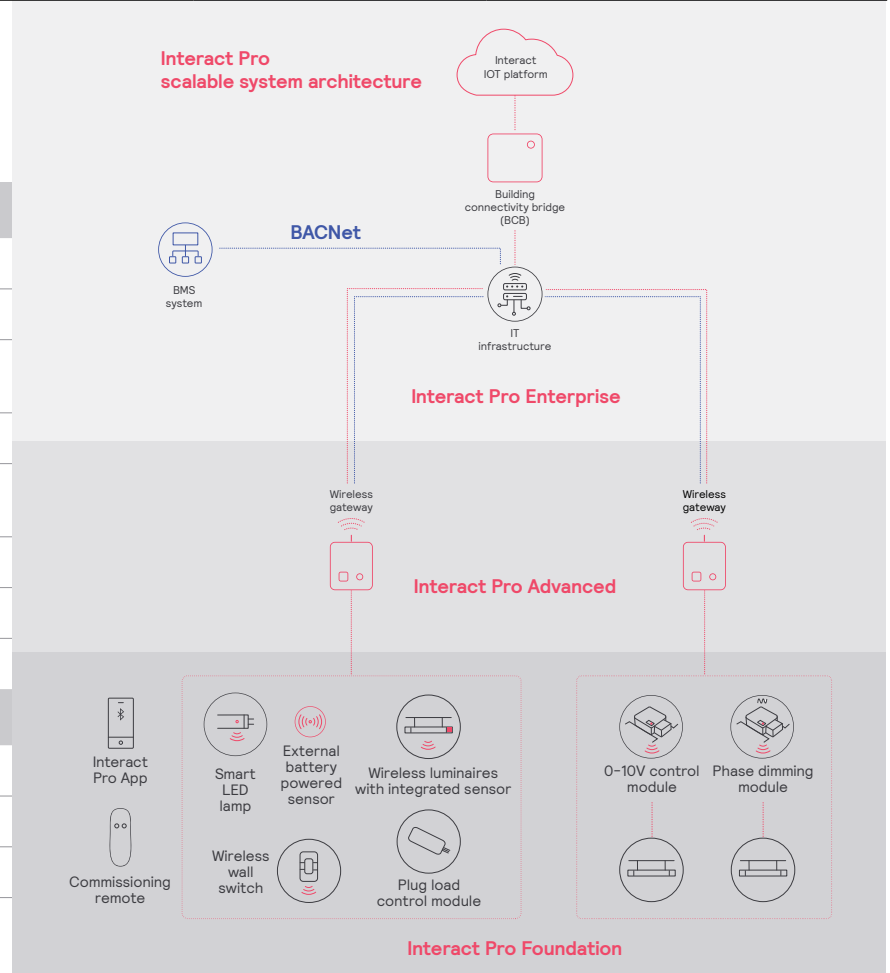 Interact Pro
scalable system architecture
Interact
IOT platform
Building
connectivity bridge
(BCB)
BACNet
BMS
system
IT
infrastructure
Interact Pro Enterprise
Wireless
gateway
Wireless
gateway
Interact Pro Advanced
Interact
Pro App
Smart
LED
lamp
External
battery
powered
sensor
Wireless luminaires
with integrated sensor
0-10V control
module
Phase dimming
module
Commissioning
remote
Wireless
wall
switch
Plug load
control module
Interact Pro Foundation